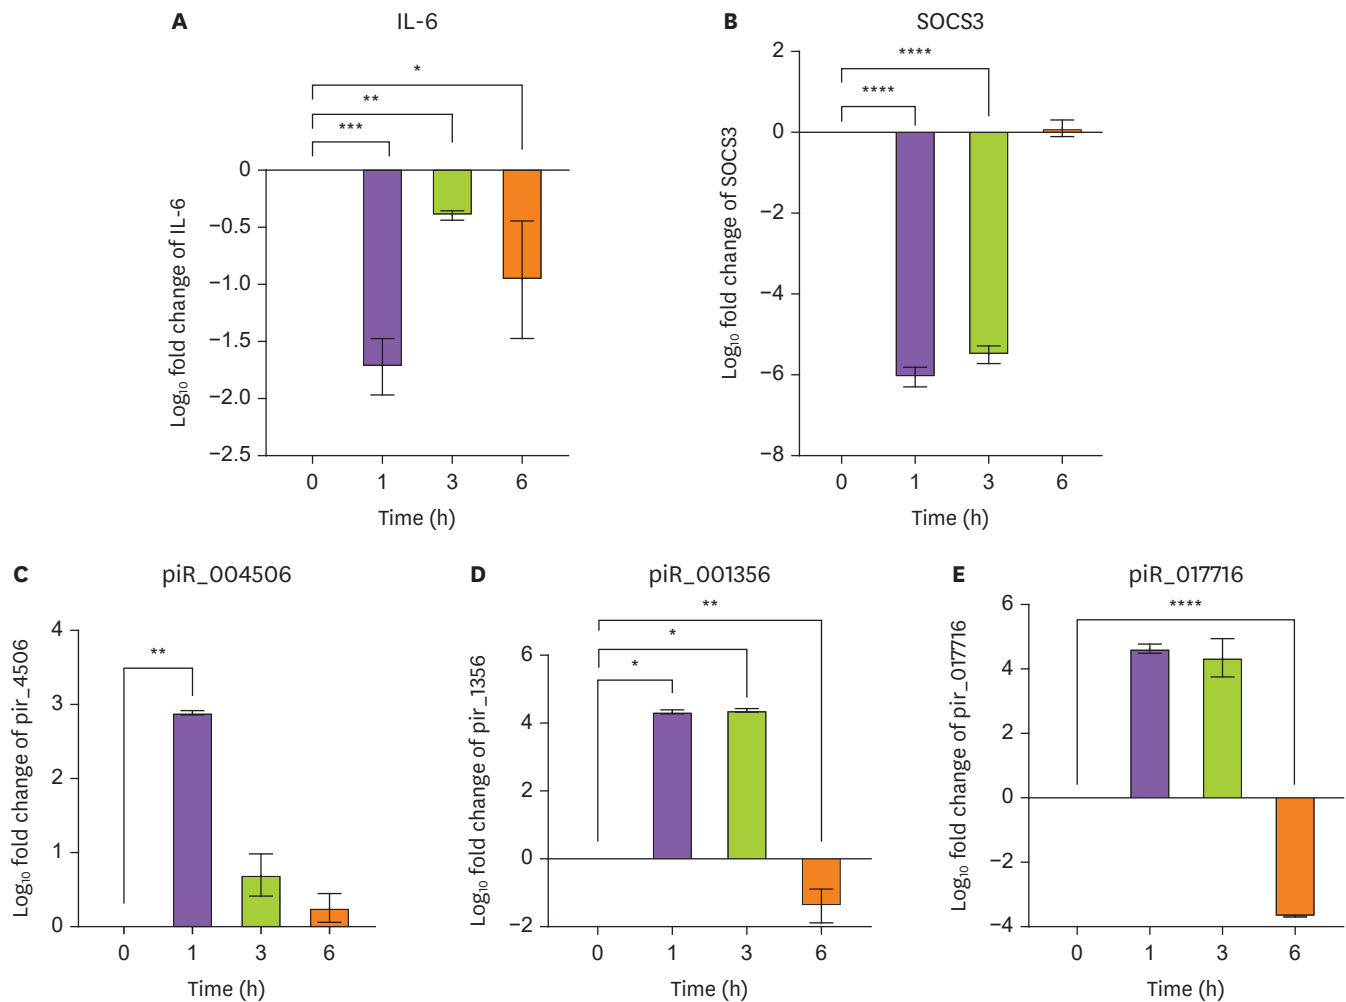 A IL-6
*
**
***
0
−0.5
−1.0
−1.5
−2.0
−2.5
Log₁₀ fold change of IL-6
0 1 3 6
Time (h)
B SOCS3
****
****
2
0
−2
−4
−6
−8
Log₁₀ fold change of SOCS3
0 1 3 6
Time (h)
C piR_004506
**
4
3
2
1
0
Log₁₀ fold change of pir_4506
0 1 3 6
Time (h)
D piR_001356
**
*
*
6
4
2
0
−2
Log₁₀ fold change of pir_1356
0 1 3 6
Time (h)
E piR_017716
****
6
4
2
0
−2
−4
Log₁₀ fold change of pir_017716
0 1 3 6
Time (h)